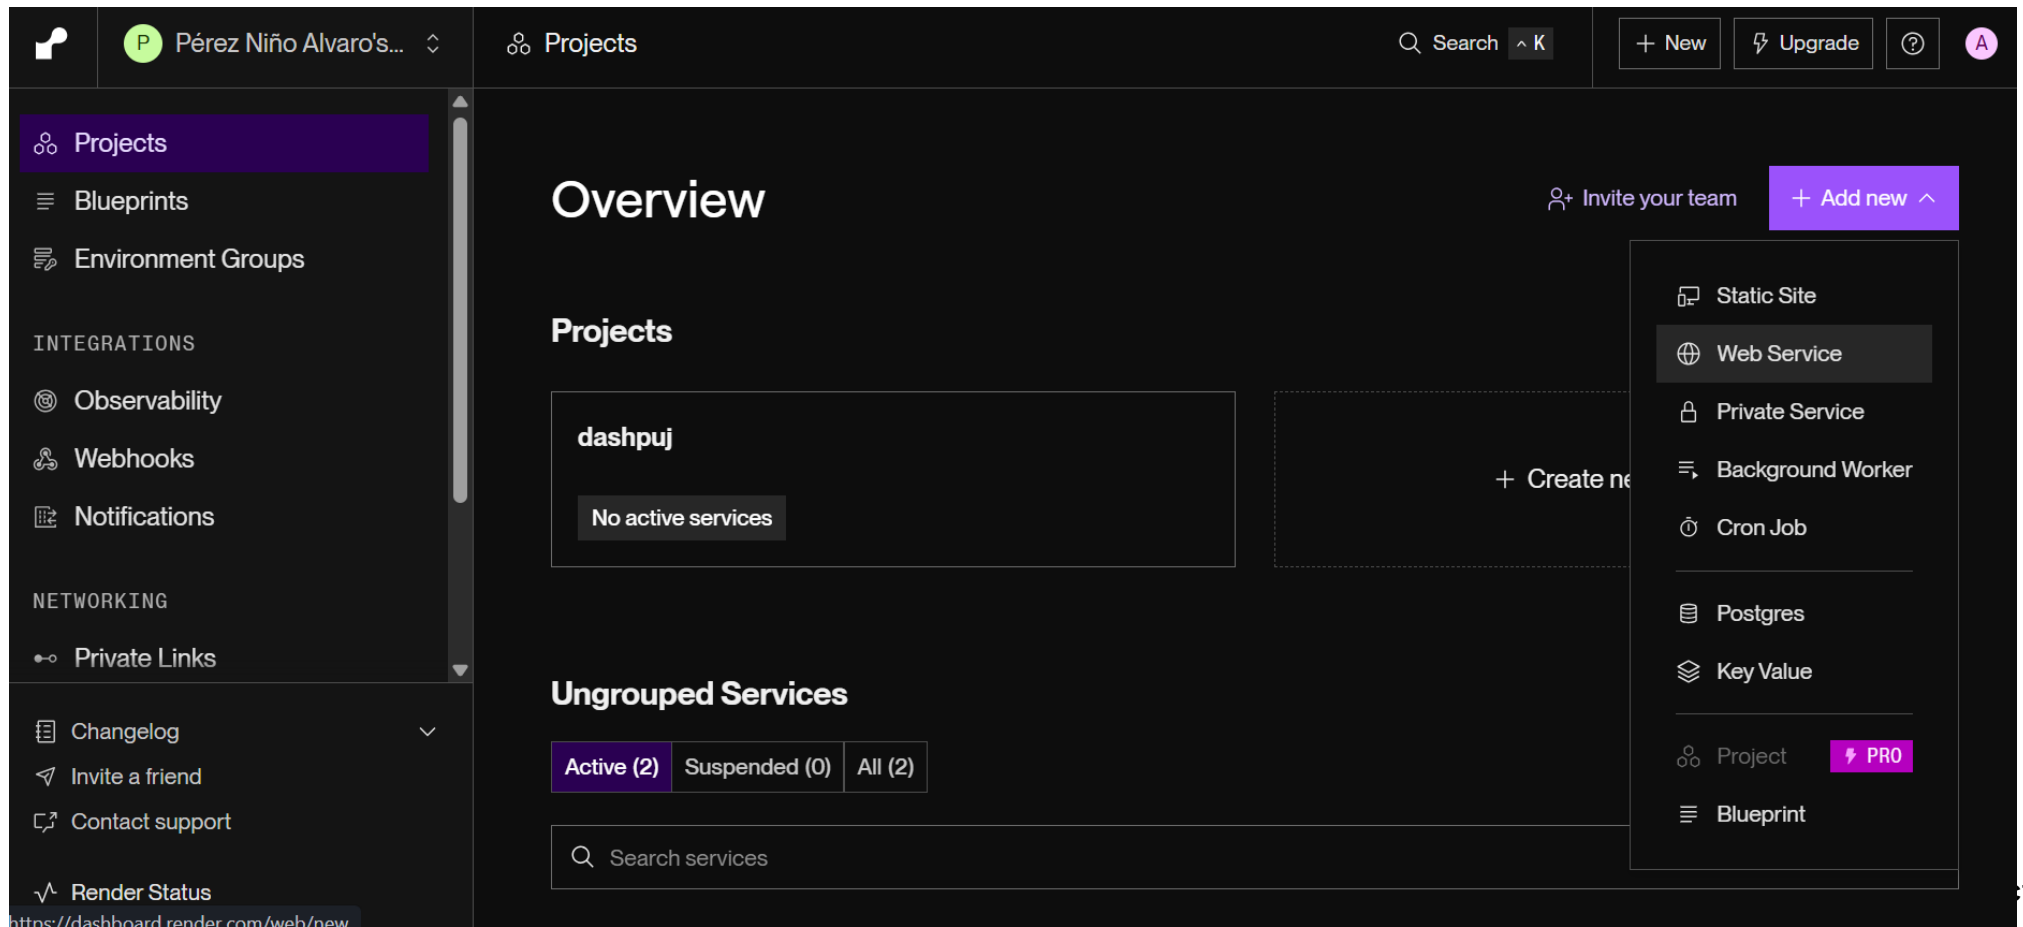 P Pérez Niño Alvaro's...
Projects
Search ^ K
+ New
Upgrade
?
A
Projects
Blueprints
Environment Groups
INTEGRATIONS
Observability
Webhooks
Notifications
NETWORKING
Private Links
Changelog
Invite a friend
Contact support
Render Status
https://dashboard.render.com/web/new
Overview
Invite your team
+ Add new
Projects
dashpuj
No active services
+ Create ne
Ungrouped Services
Active (2) Suspended (0) All (2)
Search services
Static Site
Web Service
Private Service
Background Worker
Cron Job
Postgres
Key Value
Project PRO
Blueprint